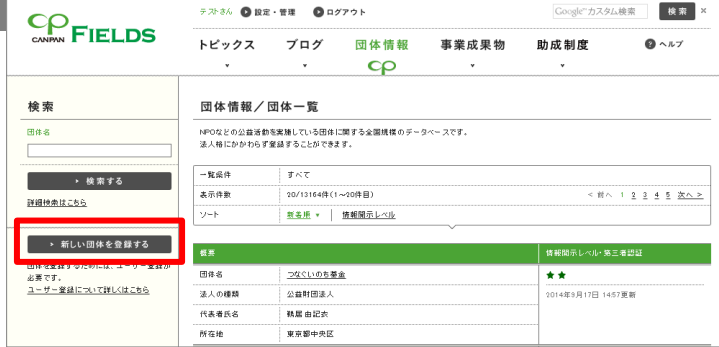 テストさん 設定・管理 ログアウト Google™カスタム検索 検索 ×
CANPAN FIELDS
トピックス ブログ 団体情報 事業成果物 助成制度 ? ヘルプ
検索
団体名
▸ 検索する
詳細検索はこちら
▸ 新しい団体を登録する
団体を登録するためには、ユーザー登録が
必要です。
ユーザー登録について詳しくはこちら
団体情報／団体一覧
NPOなどの公益活動を実施している団体に関する全国規模のデータベースです。
法人格にかかわらず登録することができます。
一覧条件 すべて
表示件数 20/13164件(1～20件目) < 前へ 1 2 3 4 5 次へ >
ソート 新着順 ▾ | 情報開示レベル
概要 情報開示レベル・第三者認証
団体名 つなぐいのち基金 ★★
法人の種類 公益財団法人 2014年9月17日 14:57更新
代表者氏名 鵜尾 由記衣
所在地 東京都中央区